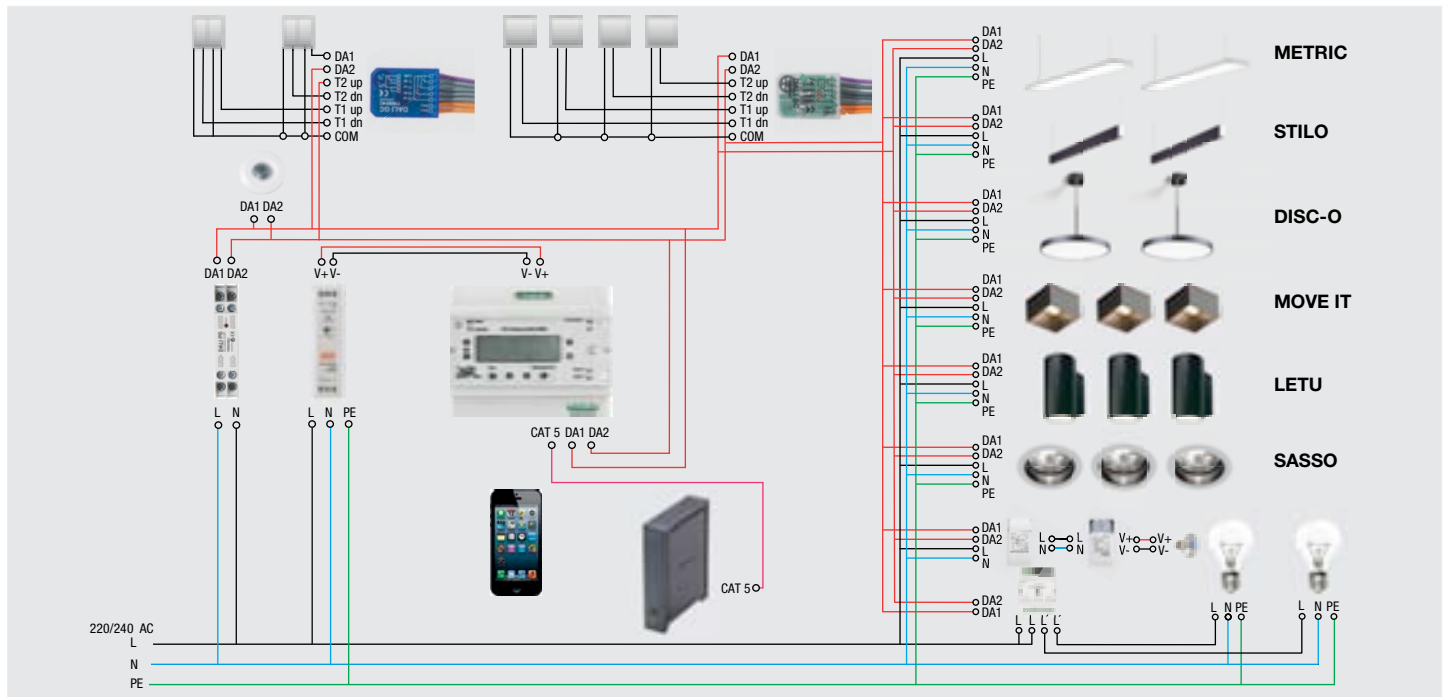 DA1
DA2
T2 up
T2 dn
T1 up
T1 dn
COM
DALI GC
DA1
DA2
T2 up
T2 dn
T1 up
T1 dn
COM
DA1 DA2
DA1 DA2
V+ V-
V- V+
L N
L N PE
CAT 5 DA1 DA2
CAT 5
220/240 AC
L
N
PE
DA1
DA2
L
N
PE
METRIC
DA1
DA2
L
N
PE
STILO
DA1
DA2
L
N
PE
DISC-O
DA1
DA2
L
N
PE
MOVE IT
DA1
DA2
L
N
PE
LETU
DA1
DA2
L
N
PE
SASSO
DA1
DA2
L
N
L L
N N
V+ V+
V- V-
DA2
DA1
L L L' L'
L N PE
L N PE